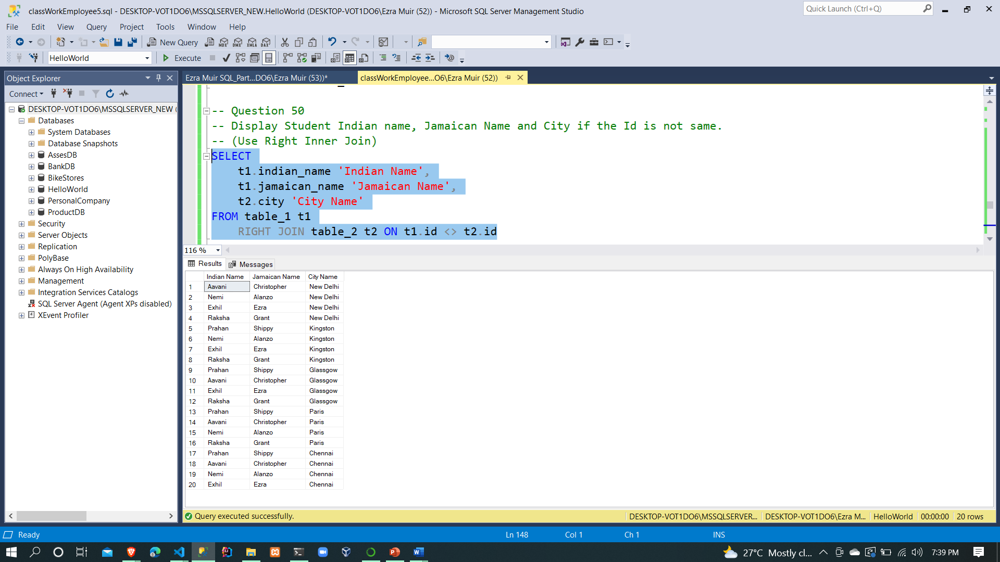 classWorkEmployee5.sql - DESKTOP-VOT1DO6\MSSQLSERVER_NEW.HelloWorld (DESKTOP-VOT1DO6\Ezra Muir (52)) - Microsoft SQL Server Management Studio
Quick Launch (Ctrl+Q)
File Edit View Query Project Tools Window Help
New Query MDX DMX XMLA DAX
HelloWorld Execute
Object Explorer
Ezra Muir SQL_Part...DO6\Ezra Muir (53))*
classWorkEmployee...O6\Ezra Muir (52))
Connect
DESKTOP-VOT1DO6\MSSQLSERVER_NEW (
Databases
System Databases
Database Snapshots
AssesDB
BankDB
BikeStores
HelloWorld
PersonalCompany
ProductDB
Security
Server Objects
Replication
PolyBase
Always On High Availability
Management
Integration Services Catalogs
SQL Server Agent (Agent XPs disabled)
XEvent Profiler
-- Question 50
-- Display Student Indian name, Jamaican Name and City if the Id is not same.
-- (Use Right Inner Join)
SELECT
t1.indian_name 'Indian Name',
t1.jamaican_name 'Jamaican Name',
t2.city 'City Name'
FROM table_1 t1
RIGHT JOIN table_2 t2 ON t1.id <> t2.id
116 %
Results Messages
Indian Name Jamaican Name City Name
1 Aavani Christopher New Delhi
2 Nemi Alanzo New Delhi
3 Exhil Ezra New Delhi
4 Raksha Grant New Delhi
5 Prahan Shippy Kingston
6 Nemi Alanzo Kingston
7 Exhil Ezra Kingston
8 Raksha Grant Kingston
9 Prahan Shippy Glassgow
10 Aavani Christopher Glassgow
11 Exhil Ezra Glassgow
12 Raksha Grant Glassgow
13 Prahan Shippy Paris
14 Aavani Christopher Paris
15 Nemi Alanzo Paris
16 Raksha Grant Paris
17 Prahan Shippy Chennai
18 Aavani Christopher Chennai
19 Nemi Alanzo Chennai
20 Exhil Ezra Chennai
Query executed successfully.
DESKTOP-VOT1DO6\MSSQLSERVER... DESKTOP-VOT1DO6\Ezra M... HelloWorld 00:00:00 20 rows
Ready Ln 148 Col 1 Ch 1 INS
27°C Mostly cl... 7:39 PM